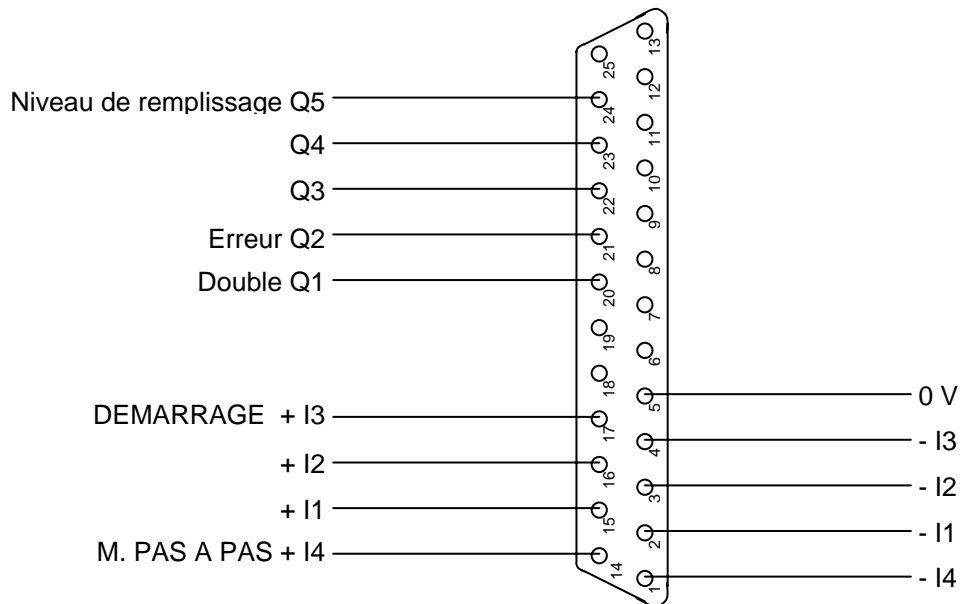 13
25
12
Niveau de remplissage Q5
24
11
Q4
23
10
Q3
22
9
Erreur Q2
21
8
Double Q1
20
7
19
6
18
5
0 V
DEMARRAGE + I3
17
4
- I3
+ I2
16
3
- I2
+ I1
15
2
- I1
M. PAS A PAS + I4
14
1
- I4